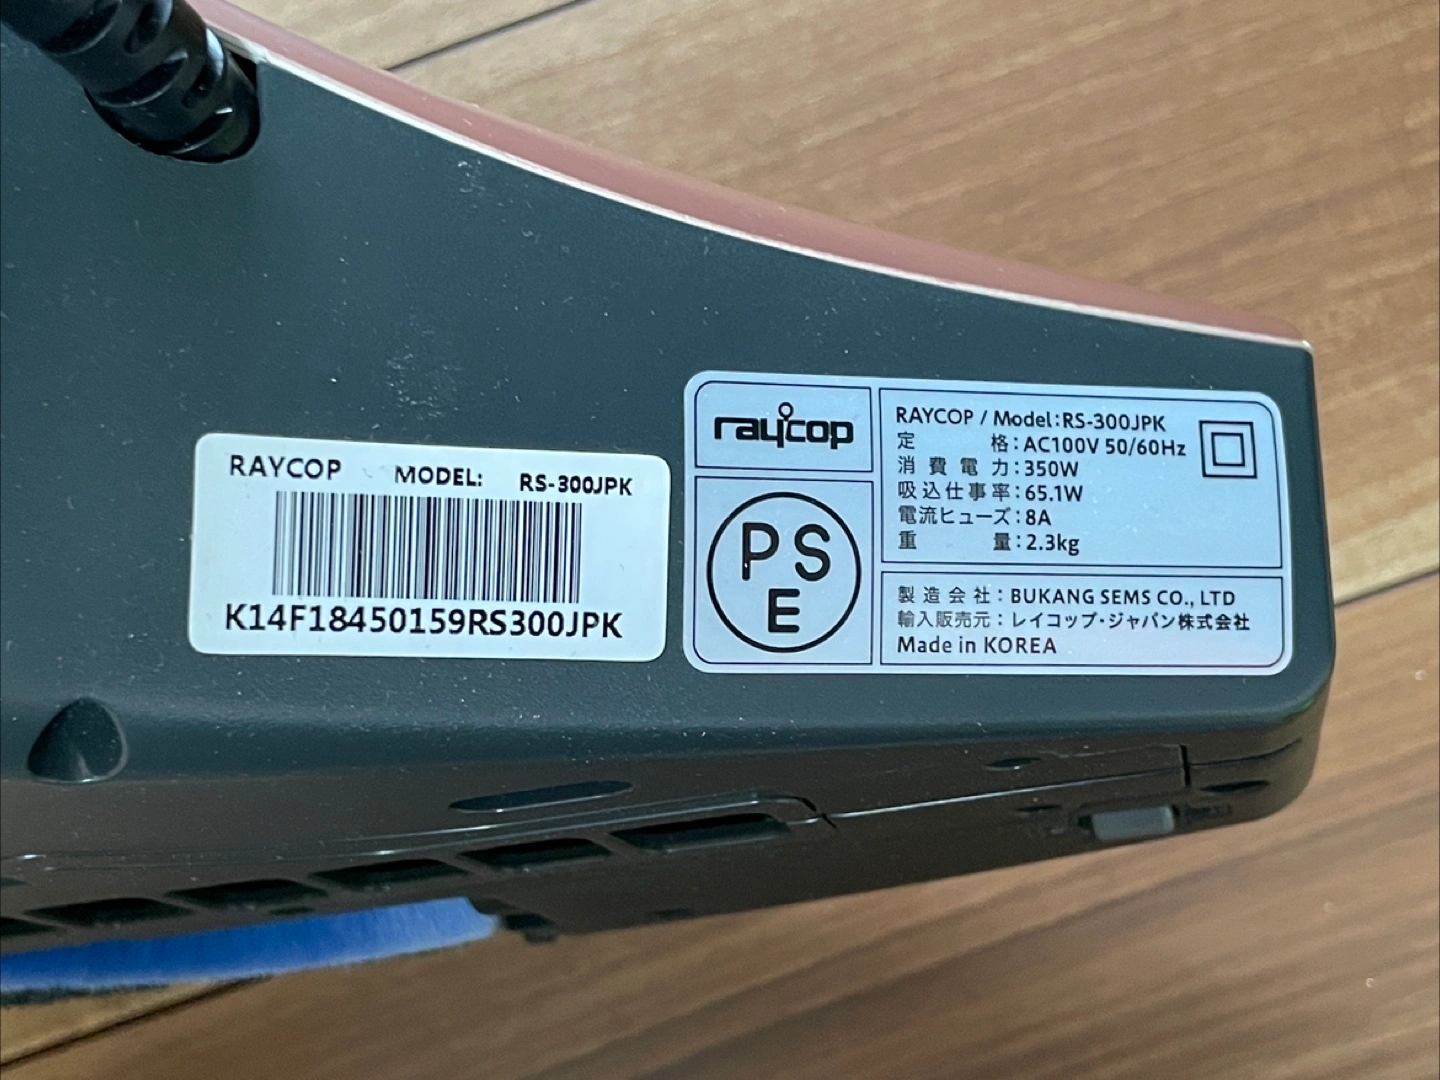 RAYCOP MODEL: RS-300JPK
K14F18450159RS300JPK
raycop
PS
E
RAYCOP / Model:RS-300JPK
定 格:AC100V 50/60Hz
消費電力:350W
吸込仕事率:65.1W
電流ヒューズ:8A
重 量:2.3kg
製造会社:BUKANG SEMS CO., LTD
輸入販売元:レイコップ・ジャパン株式会社
Made in KOREA